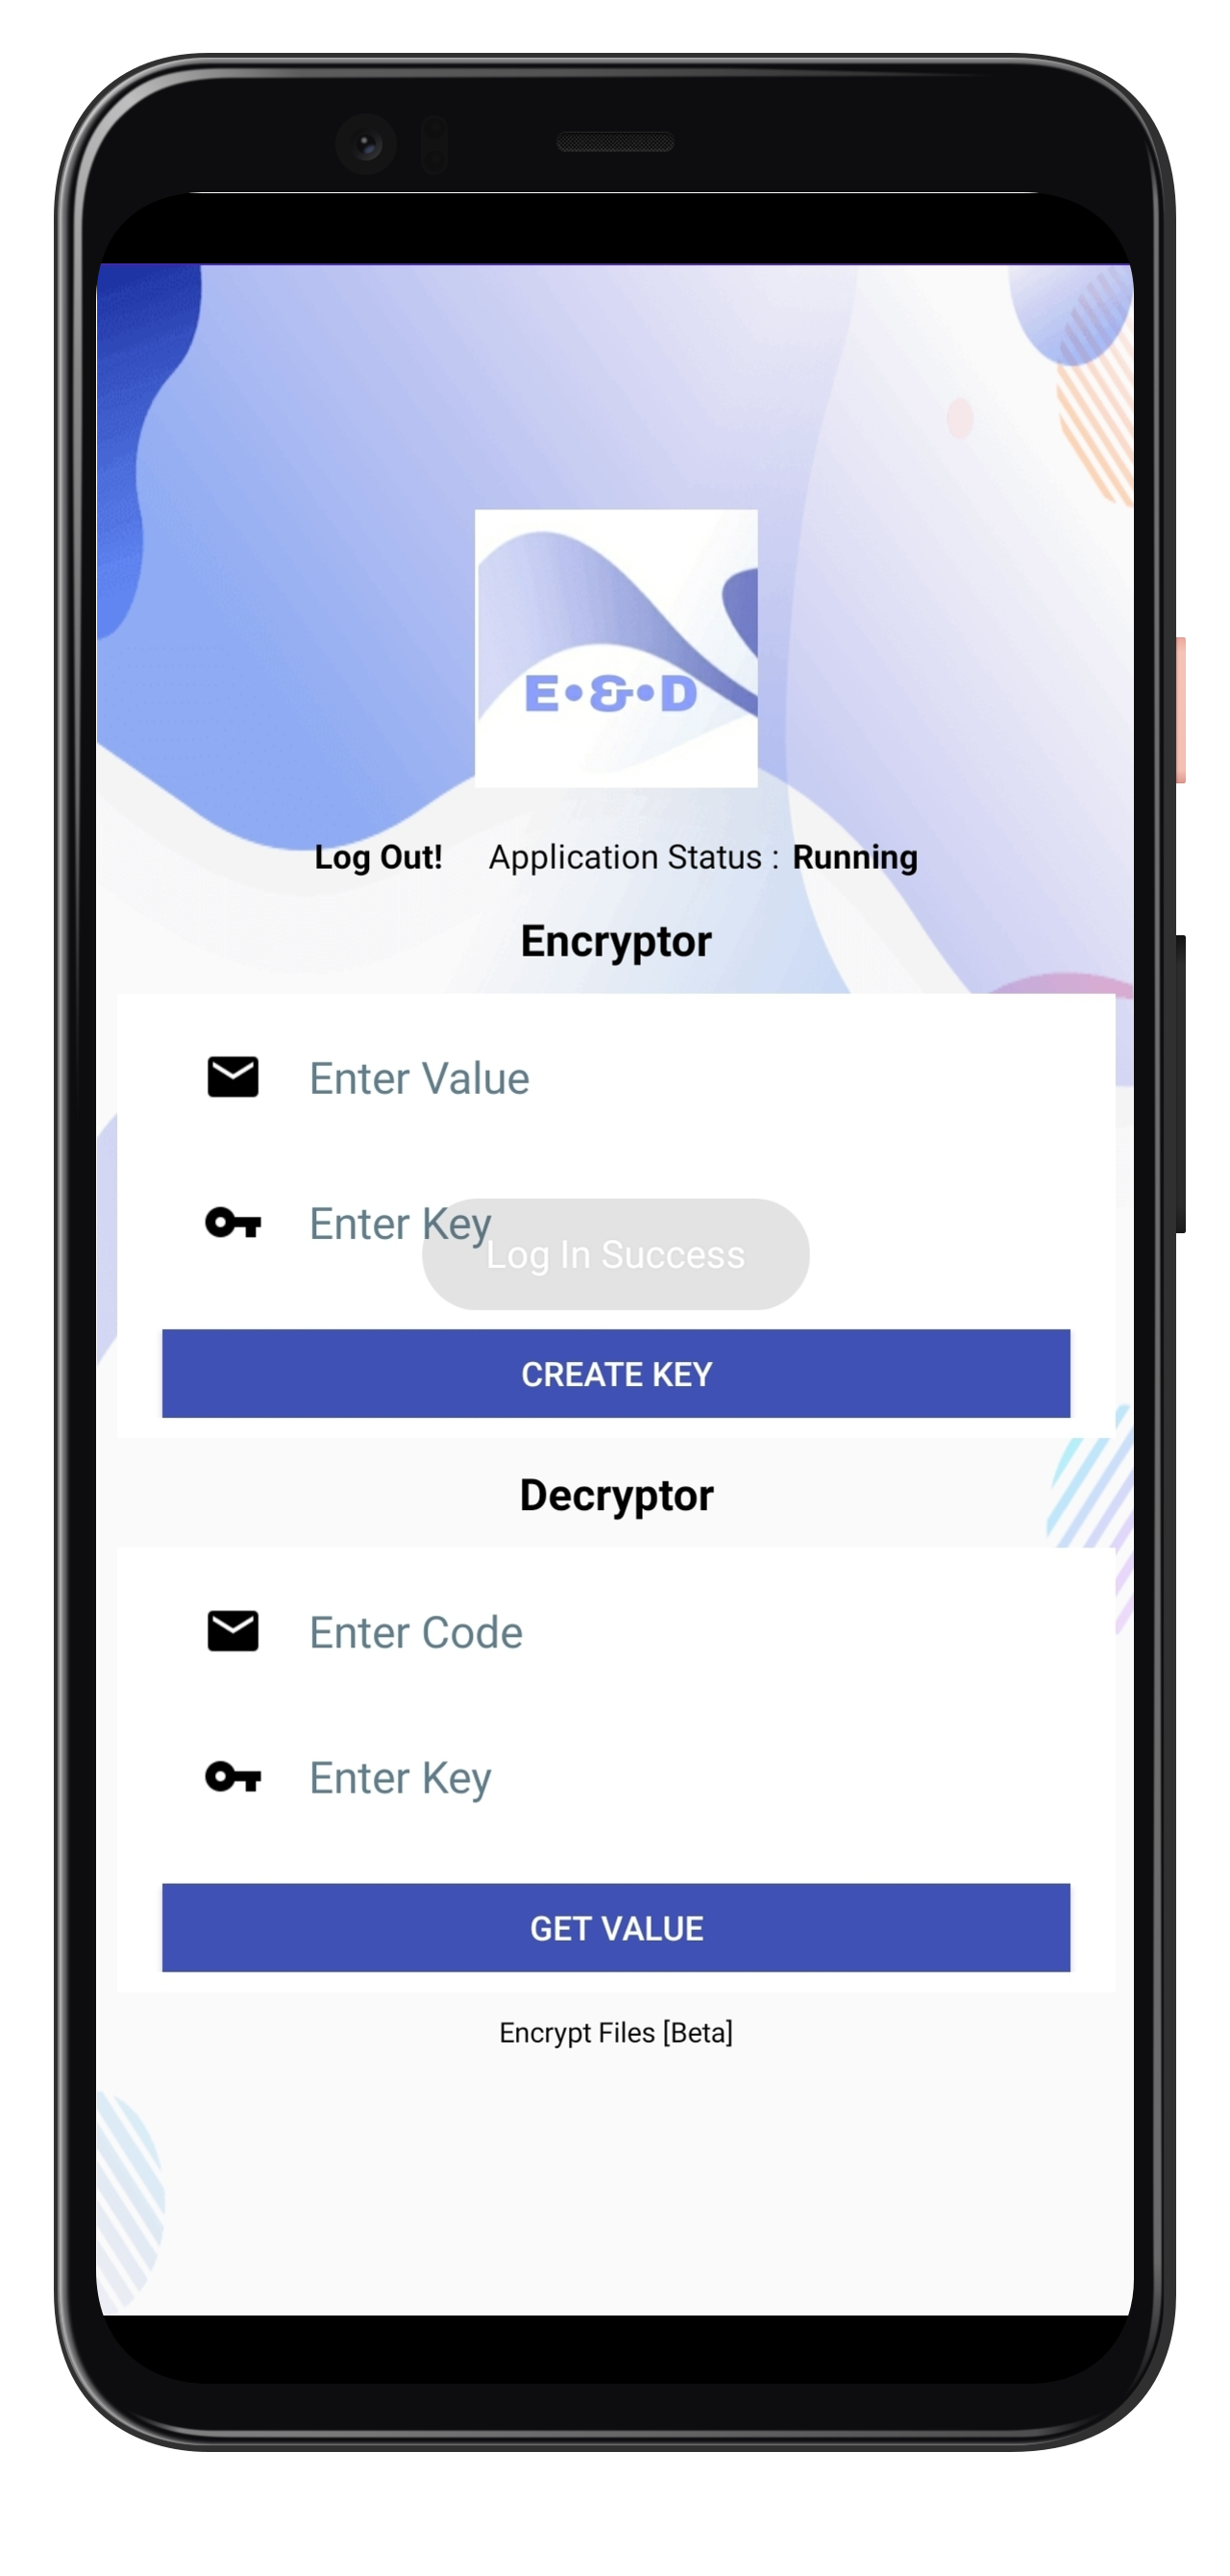 E•&•D
Log Out! Application Status : Running
Encryptor
Enter Value
Enter Key
Log In Success
CREATE KEY
Decryptor
Enter Code
Enter Key
GET VALUE
Encrypt Files [Beta]